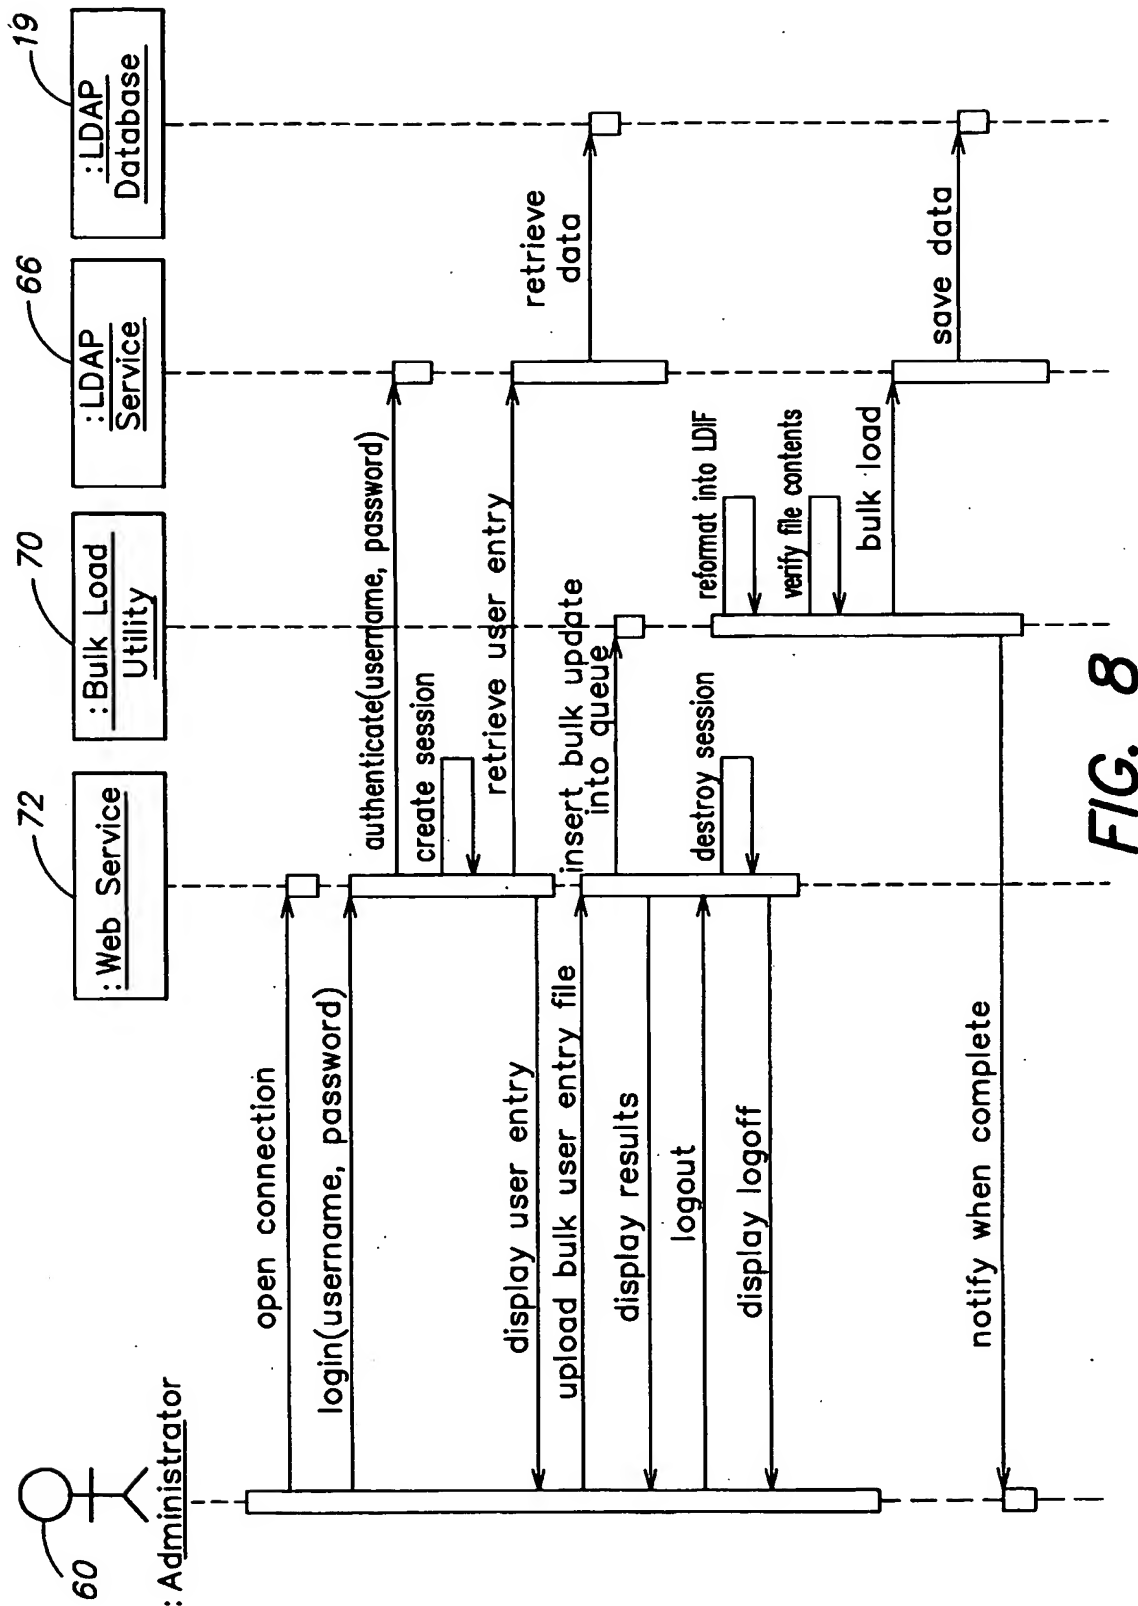 60
:Administrator
72
:Web Service
70
:Bulk Load
Utility
66
:LDAP
Service
19
:LDAP
Database
open connection
login(username, password)
authenticate(username, password)
create session
retrieve user entry
retrieve
data
display user entry
upload bulk user entry file
insert bulk update
into queue
display results
logout
destroy session
display logoff
reformat into LDIF
verify file contents
bulk load
save data
notify when complete
FIG. 8